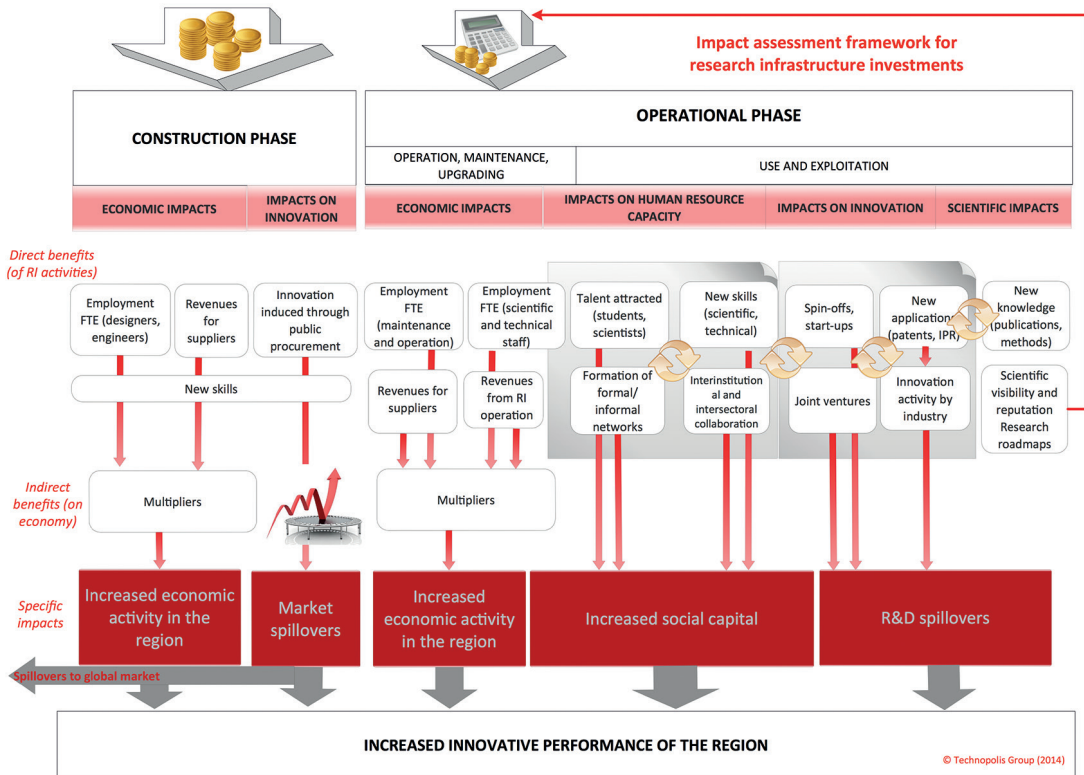 Impact assessment framework for
research infrastructure investments
CONSTRUCTION PHASE
OPERATIONAL PHASE
OPERATION, MAINTENANCE,
UPGRADING
USE AND EXPLOITATION
ECONOMIC IMPACTS
IMPACTS ON
INNOVATION
ECONOMIC IMPACTS
IMPACTS ON HUMAN RESOURCE
CAPACITY
IMPACTS ON INNOVATION
SCIENTIFIC IMPACTS
Direct benefits
(of RI activities)
Employment
FTE (designers,
engineers)
Revenues
for
suppliers
Innovation
induced through
public
procurement
Employment
FTE
(maintenance
and operation)
Employment
FTE (scientific
and technical
staff)
Talent attracted
(students,
scientists)
New skills
(scientific,
technical)
Spin-offs,
start-ups
New
applications
(patents, IPR)
New
knowledge
(publications,
methods)
New skills
Revenues for
suppliers
Revenues
from RI
operation
Formation of
formal/
informal
networks
Interinstitution
al and
intersectoral
collaboration
Joint ventures
Innovation
activity by
industry
Scientific
visibility and
reputation
Research
roadmaps
Indirect
benefits (on
economy)
Multipliers
Multipliers
Specific
impacts
Increased economic
activity in the
region
Market
spillovers
Increased
economic activity
in the region
Increased social capital
R&D spillovers
Spillovers to global market
INCREASED INNOVATIVE PERFORMANCE OF THE REGION
© Technopolis Group (2014)